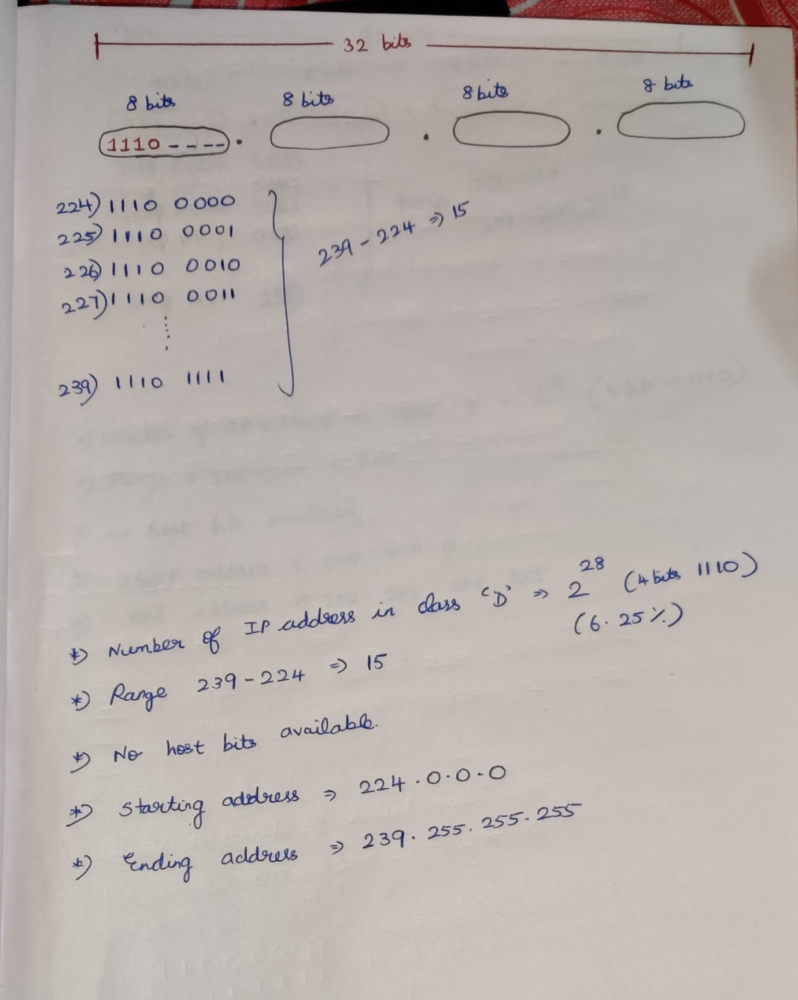 32 bits
8 bits 8 bits 8 bits 8 bits
1110 - - - - . . .
224) 1110 0000
225) 1110 0001
226) 1110 0010
227) 1110 0011
239 - 224 ⇒ 15
239) 1110 1111
*) Number of IP address in class 'D' ⇒ 2^28 (4 bits 1110)
(6.25%)
*) Range 239 - 224 ⇒ 15
*) No host bits available.
*) Starting address ⇒ 224.0.0.0
*) Ending address ⇒ 239.255.255.255